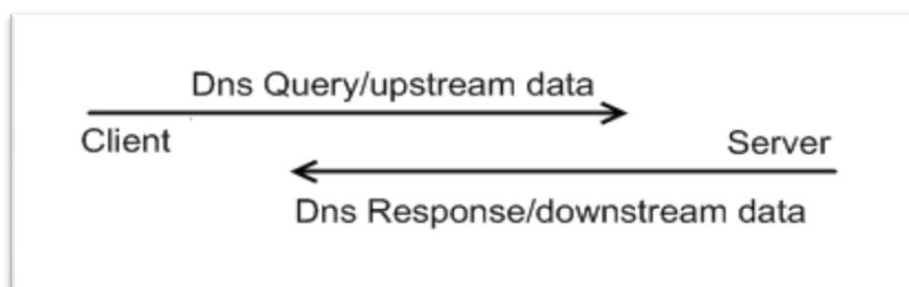 Dns Query/upstream data
Client
Server
Dns Response/downstream data